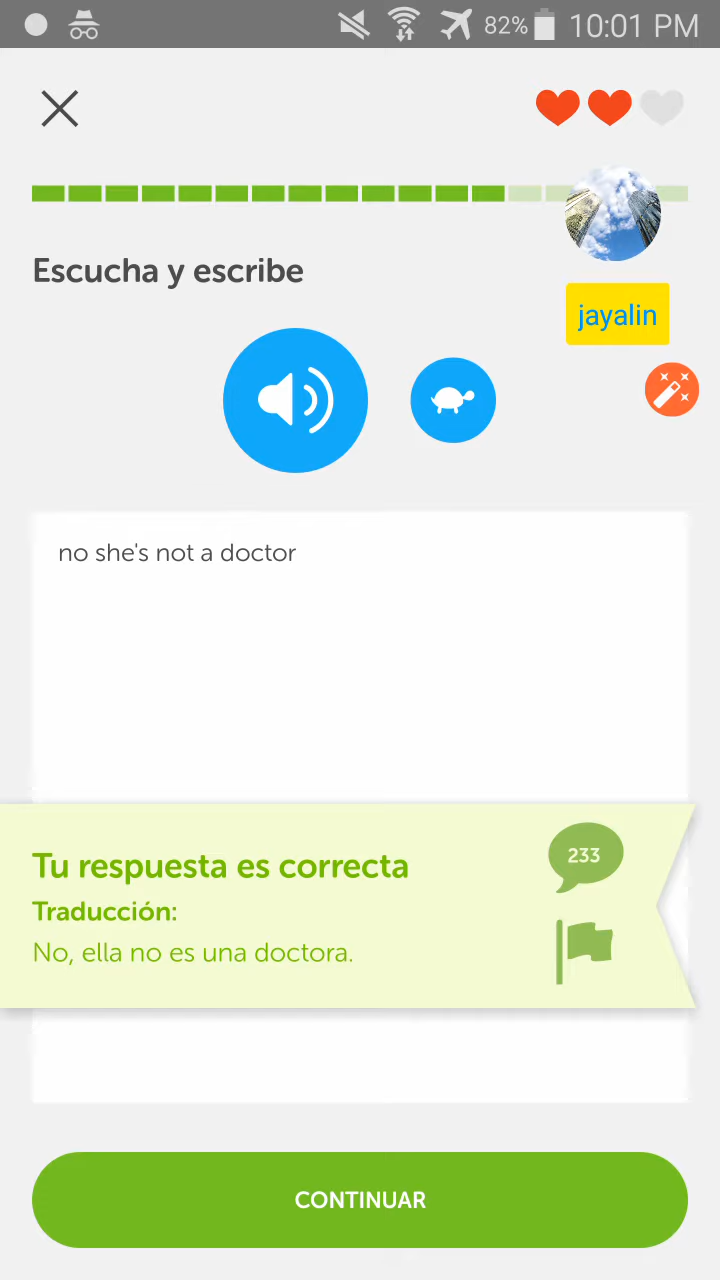 82% 10:01 PM
Escucha y escribe
jayalin
no she's not a doctor
Tu respuesta es correcta
233
Traducción:
No, ella no es una doctora.
CONTINUAR